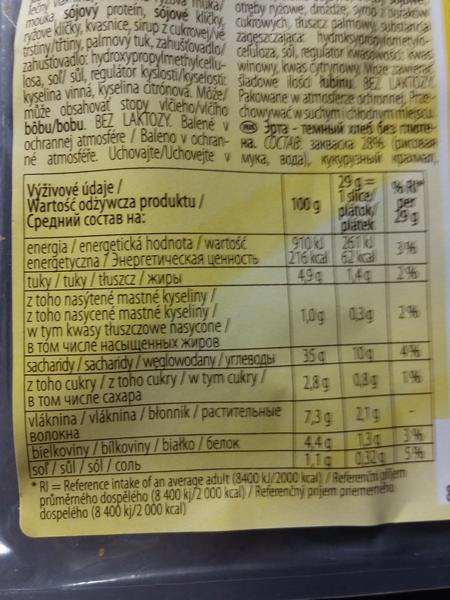 mouka, sójový protein, sójové klíčky,
ryžové klíčky, kvasnice, sirup z cukrovej/vé
trstiny/třtiny, palmový tuk, zahušťovadlo/
zahusťovadlo: hydroxypropylmethylcellu-
losa, soľ/ sůl, regulátor kyslosti/kyselosti:
kyselina vinná, kyselina citrónová. Môže/
může obsahovať stopy vlčieho/vlčího
bôbu/bobu. BEZ LAKTOZY. Balené v
ochrannej atmosfére / Baleno v ochran-
né atmosféře. Uchovajte/Uchovejte v
otręby ryżowe, drożdże, syrop z buraków
cukrowych, tłuszcz palmowy, substancja
zagęszczająca: hydroksypropylometylo-
celuloza, sól, regulator kwasowości: kwas
winowy, kwas cytrynowy. Może zawierać
śladowe ilości łubinu. BEZ LAKTOZY.
Pakowane w atmosferze ochronnej. Prze-
chowywać w suchym i chłodnym miejscu.
Эрта - темный хлеб без глюте-
на. СОСТАВ: закваска 28% (рисовая
мука, вода), кукурузный крахмал,
Výživové údaje /
Wartość odżywcza produktu /
Средний состав на:
100 g
29 g =
1 slice/
plátok/
plátek
% RI*
per
29 g
energia / energetická hodnota / wartość
energetyczna / Энергетическая ценность
910 kJ 261 kJ
216 kcal 62 kcal
3 %
tuky / tuky / tłuszcz / жиры 4,9 g 1,4 g 2 %
z toho nasýtené mastné kyseliny /
z toho nasycené mastné kyseliny /
w tym kwasy tłuszczowe nasycone /
в том числе насыщенных жиров
1,0 g 0,3 g 2 %
sacharidy / sacharidy / węglowodany / углеводы 35 g 10 g 4 %
z toho cukry / z toho cukry / w tym cukry /
в том числе сахара
2,8 g 0,8 g 1 %
vláknina / vláknina / błonnik / растительные
волокна
7,3 g 2,1 g -
bielkoviny / bílkoviny / białko / белок 4,4 g 1,3 g 3 %
soľ / sůl / sól / соль 1,1 g 0,32 g 5 %
* RI = Reference intake of an average adult (8400 kJ/2000 kcal) / Referenční příjem
průměrného dospělého (8 400 kj/2 000 kcal) / Referenčný príjem priemerného
dospelého (8 400 kj/2 000 kcal)